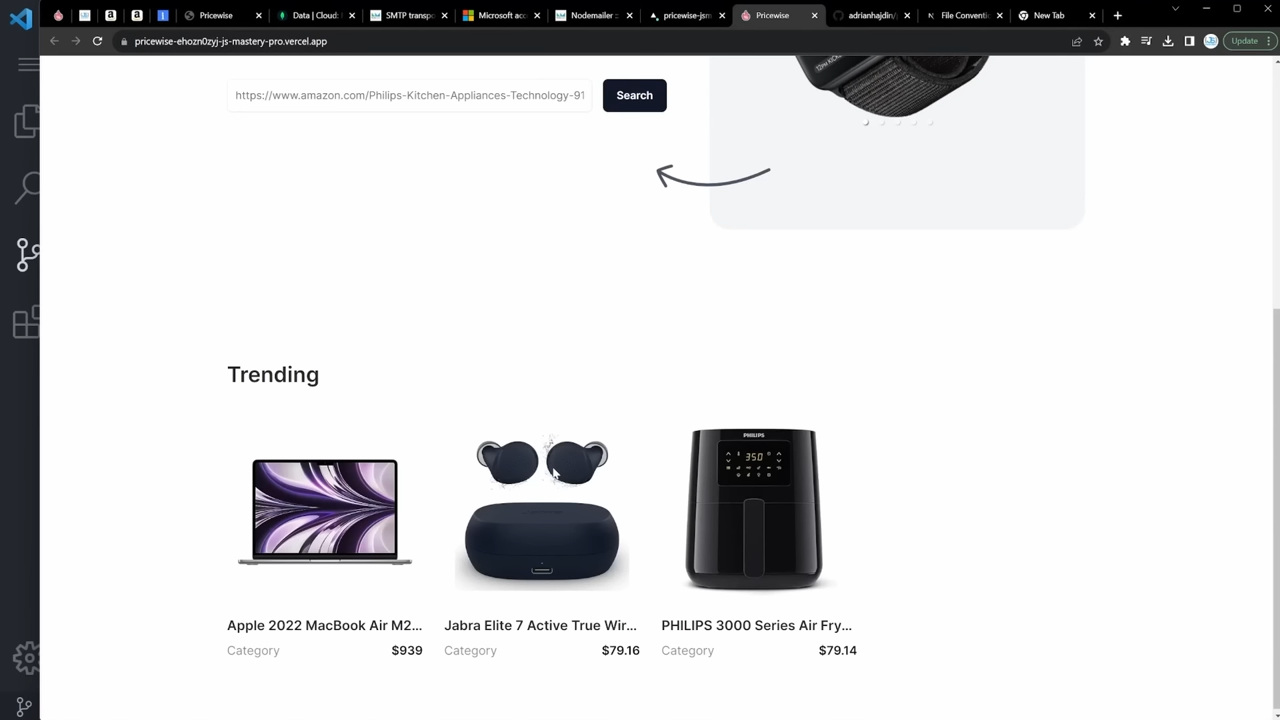 Pricewise
Data | Cloud:
SMTP transpo
Microsoft acc
Nodemailer ::
pricewise-jsm
Pricewise
adrianhajdin/
File Conventi
New Tab
pricewise-ehozn0zyj-js-mastery-pro.vercel.app
Update
https://www.amazon.com/Philips-Kitchen-Appliances-Technology-91
Search
Trending
PHILIPS
350
Apple 2022 MacBook Air M2...
Jabra Elite 7 Active True Wir...
PHILIPS 3000 Series Air Fry...
Category
$939
Category
$79.16
Category
$79.14